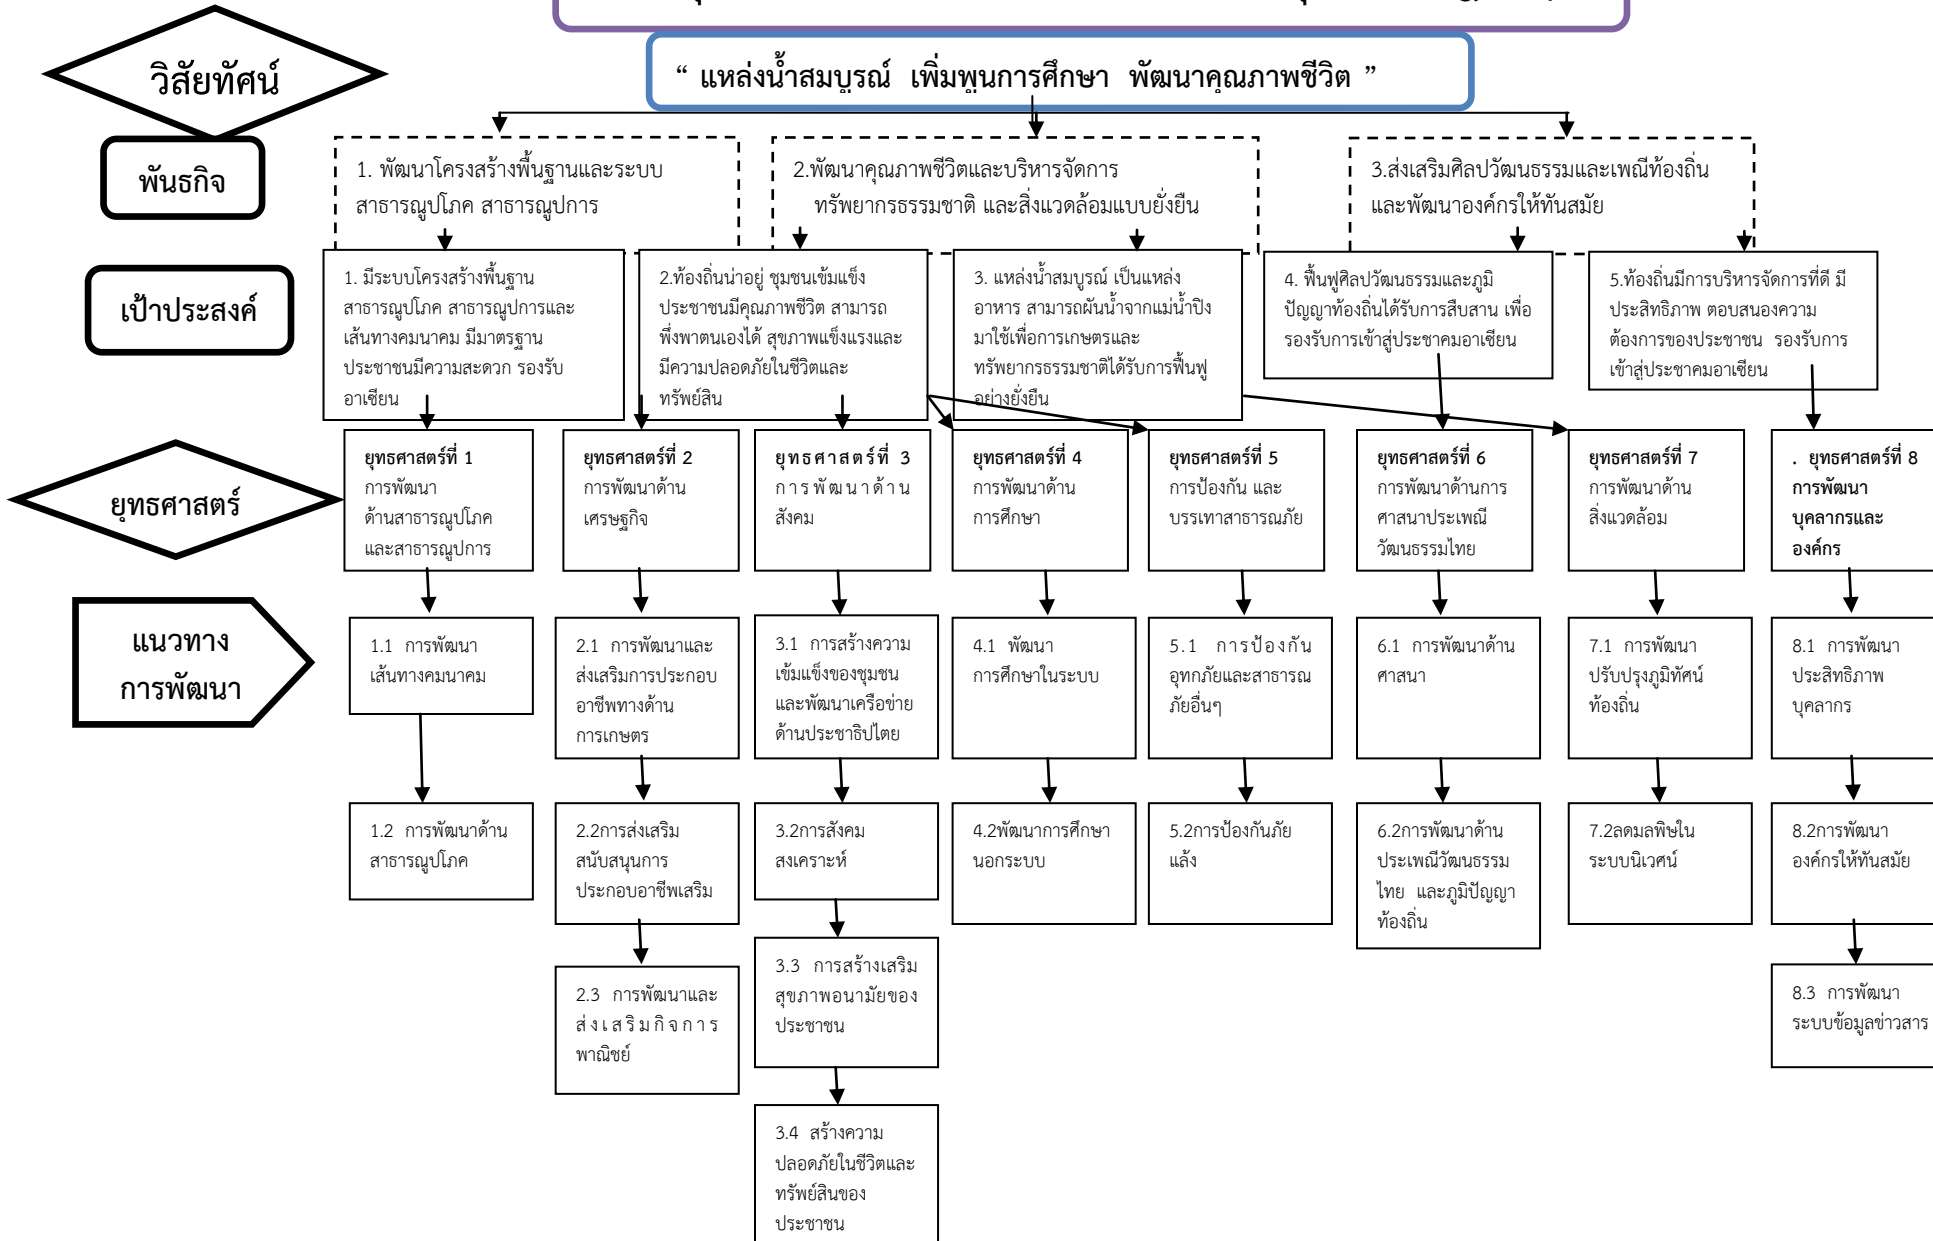 วิสัยทัศน์
“ แหล่งน้ำสมบูรณ์ เพิ่มพูนการศึกษา พัฒนาคุณภาพชีวิต ”
พันธกิจ
1. พัฒนาโครงสร้างพื้นฐานและระบบ
สาธารณูปโภค สาธารณูปการ
2.พัฒนาคุณภาพชีวิตและบริหารจัดการ
ทรัพยากรธรรมชาติ และสิ่งแวดล้อมแบบยั่งยืน
3.ส่งเสริมศิลปวัฒนธรรมและเพณีท้องถิ่น
และพัฒนาองค์กรให้ทันสมัย
เป้าประสงค์
1. มีระบบโครงสร้างพื้นฐาน
สาธารณูปโภค สาธารณูปการและ
เส้นทางคมนาคม มีมาตรฐาน
ประชาชนมีความสะดวก รองรับ
อาเซียน
2.ท้องถิ่นน่าอยู่ ชุมชนเข้มแข็ง
ประชาชนมีคุณภาพชีวิต สามารถ
พึ่งพาตนเองได้ สุขภาพแข็งแรงและ
มีความปลอดภัยในชีวิตและ
ทรัพย์สิน
3. แหล่งน้ำสมบูรณ์ เป็นแหล่ง
อาหาร สามารถผันน้ำจากแม่น้ำปิง
มาใช้เพื่อการเกษตรและ
ทรัพยากรธรรมชาติได้รับการฟื้นฟู
อย่างยั่งยืน
4. ฟื้นฟูศิลปวัฒนธรรมและภูมิ
ปัญญาท้องถิ่นได้รับการสืบสาน เพื่อ
รองรับการเข้าสู่ประชาคมอาเซียน
5.ท้องถิ่นมีการบริหารจัดการที่ดี มี
ประสิทธิภาพ ตอบสนองความ
ต้องการของประชาชน รองรับการ
เข้าสู่ประชาคมอาเซียน
ยุทธศาสตร์
ยุทธศาสตร์ที่ 1
การพัฒนา
ด้านสาธารณูปโภค
และสาธารณูปการ
ยุทธศาสตร์ที่ 2
การพัฒนาด้าน
เศรษฐกิจ
ยุทธศาสตร์ที่ 3
การพัฒนาด้าน
สังคม
ยุทธศาสตร์ที่ 4
การพัฒนาด้าน
การศึกษา
ยุทธศาสตร์ที่ 5
การป้องกัน และ
บรรเทาสาธารณภัย
ยุทธศาสตร์ที่ 6
การพัฒนาด้านการ
ศาสนาประเพณี
วัฒนธรรมไทย
ยุทธศาสตร์ที่ 7
การพัฒนาด้าน
สิ่งแวดล้อม
. ยุทธศาสตร์ที่ 8
การพัฒนา
บุคลากรและ
องค์กร
แนวทาง
การพัฒนา
1.1 การพัฒนา
เส้นทางคมนาคม
2.1 การพัฒนาและ
ส่งเสริมการประกอบ
อาชีพทางด้าน
การเกษตร
3.1 การสร้างความ
เข้มแข็งของชุมชน
และพัฒนาเครือข่าย
ด้านประชาธิปไตย
4.1 พัฒนา
การศึกษาในระบบ
5.1 การป้องกัน
อุทกภัยและสาธารณ
ภัยอื่นๆ
6.1 การพัฒนาด้าน
ศาสนา
7.1 การพัฒนา
ปรับปรุงภูมิทัศน์
ท้องถิ่น
8.1 การพัฒนา
ประสิทธิภาพ
บุคลากร
1.2 การพัฒนาด้าน
สาธารณูปโภค
2.2การส่งเสริม
สนับสนุนการ
ประกอบอาชีพเสริม
3.2การสังคม
สงเคราะห์
4.2พัฒนาการศึกษา
นอกระบบ
5.2การป้องกันภัย
แล้ง
6.2การพัฒนาด้าน
ประเพณีวัฒนธรรม
ไทย และภูมิปัญญา
ท้องถิ่น
7.2ลดมลพิษใน
ระบบนิเวศน์
8.2การพัฒนา
องค์กรให้ทันสมัย
2.3 การพัฒนาและ
ส่งเสริมกิจการ
พาณิชย์
3.3 การสร้างเสริม
สุขภาพอนามัยของ
ประชาชน
8.3 การพัฒนา
ระบบข้อมูลข่าวสาร
3.4 สร้างความ
ปลอดภัยในชีวิตและ
ทรัพย์สินของ
ประชาชน